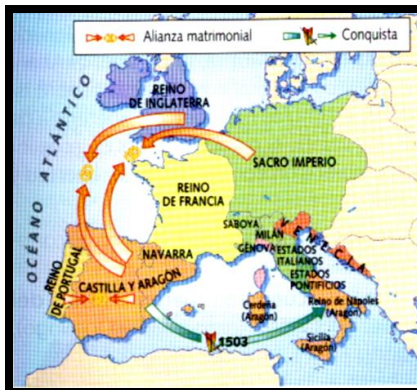 Alianza matrimonial
Conquista
OCÉANO ATLÁNTICO
REINO
DE INGLATERRA
SACRO IMPERIO
REINO
DE FRANCIA
SABOYA
MILÁN
GÉNOVA
VENECIA
ESTADOS
ITALIANOS
ESTADOS
PONTIFICIOS
NAVARRA
REINO
DE PORTUGAL
CASTILLA Y ARAGÓN
Cerdeña
(Aragón)
Reino de Nápoles
(Aragón)
1503
Sicilia
(Aragón)